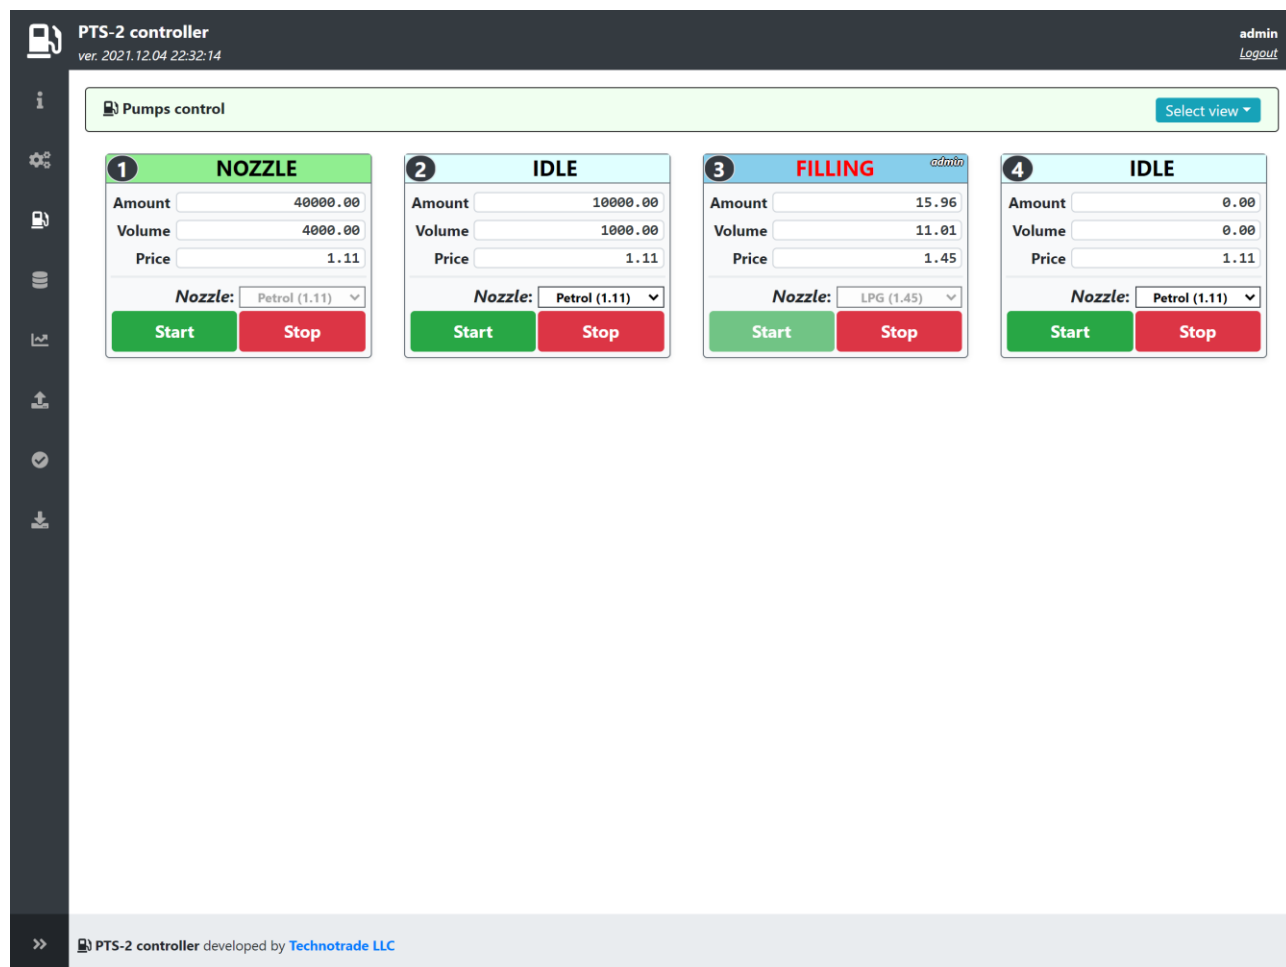 PTS-2 controller
ver. 2021.12.04 22:32:14
admin
Logout
Pumps control
Select view
1 NOZZLE
Amount 40000.00
Volume 4000.00
Price 1.11
Nozzle: Petrol (1.11)
Start Stop
2 IDLE
Amount 10000.00
Volume 1000.00
Price 1.11
Nozzle: Petrol (1.11)
Start Stop
3 FILLING admin
Amount 15.96
Volume 11.01
Price 1.45
Nozzle: LPG (1.45)
Start Stop
4 IDLE
Amount 0.00
Volume 0.00
Price 1.11
Nozzle: Petrol (1.11)
Start Stop
PTS-2 controller developed by Technotrade LLC